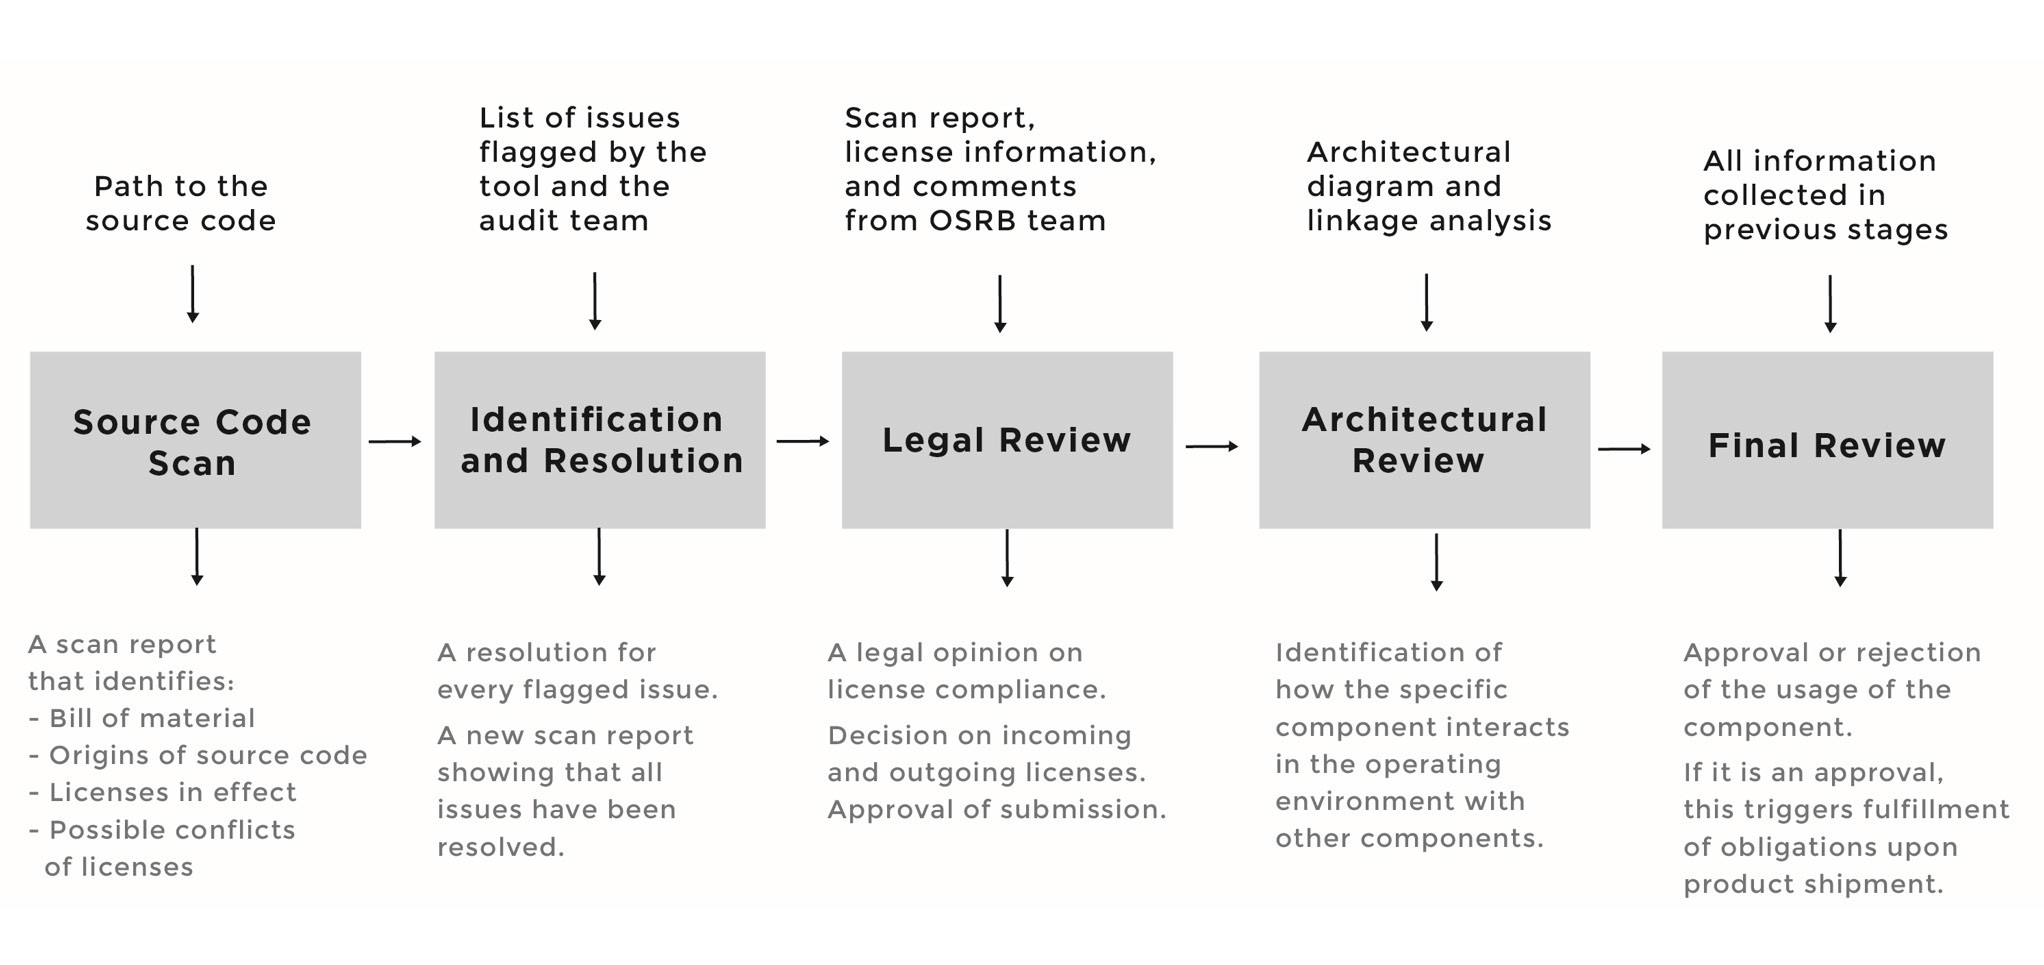 Path to the
source code
List of issues
flagged by the
tool and the
audit team
Scan report,
license information,
and comments
from OSRB team
Architectural
diagram and
linkage analysis
All information
collected in
previous stages
Source Code
Scan
Identification
and Resolution
Legal Review
Architectural
Review
Final Review
A scan report
that identifies:
- Bill of material
- Origins of source code
- Licenses in effect
- Possible conflicts
of licenses
A resolution for
every flagged issue.
A new scan report
showing that all
issues have been
resolved.
A legal opinion on
license compliance.
Decision on incoming
and outgoing licenses.
Approval of submission.
Identification of
how the specific
component interacts
in the operating
environment with
other components.
Approval or rejection
of the usage of the
component.
If it is an approval,
this triggers fulfillment
of obligations upon
product shipment.